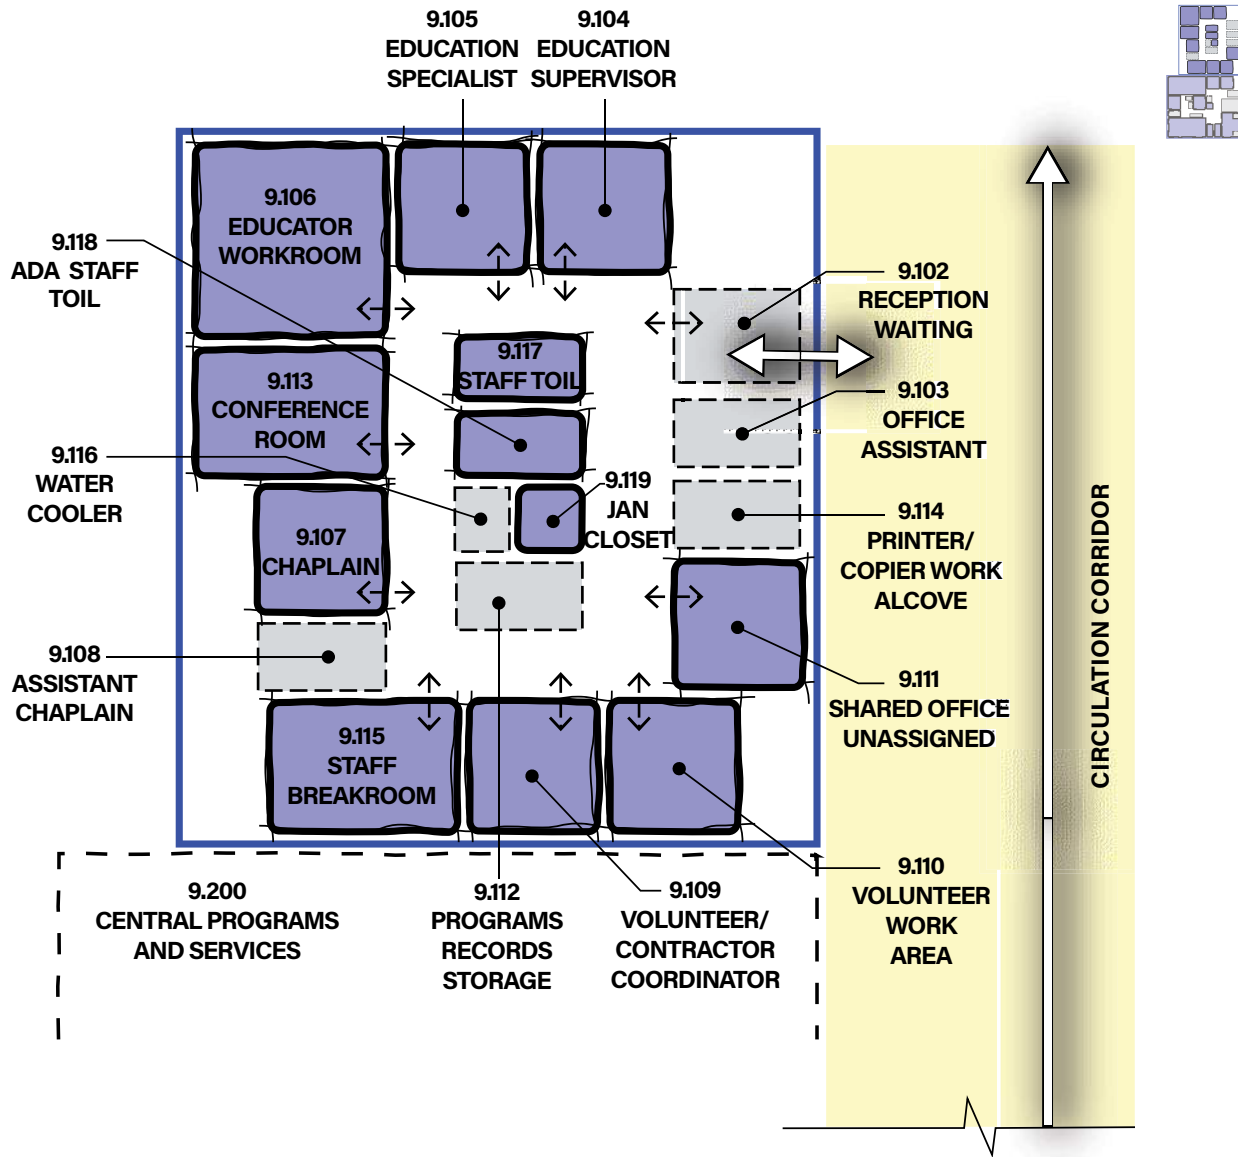 9.105
EDUCATION
SPECIALIST
9.104
EDUCATION
SUPERVISOR
9.106
EDUCATOR
WORKROOM
9.118
ADA STAFF
TOIL
9.102
RECEPTION
WAITING
9.117
STAFF TOIL
9.113
CONFERENCE
ROOM
9.103
OFFICE
ASSISTANT
9.116
WATER
COOLER
9.119
JAN
CLOSET
9.114
PRINTER/
COPIER WORK
ALCOVE
9.107
CHAPLAIN
CIRCULATION CORRIDOR
9.108
ASSISTANT
CHAPLAIN
9.111
SHARED OFFICE
UNASSIGNED
9.115
STAFF
BREAKROOM
9.200
CENTRAL PROGRAMS
AND SERVICES
9.112
PROGRAMS
RECORDS
STORAGE
9.109
VOLUNTEER/
CONTRACTOR
COORDINATOR
9.110
VOLUNTEER
WORK
AREA